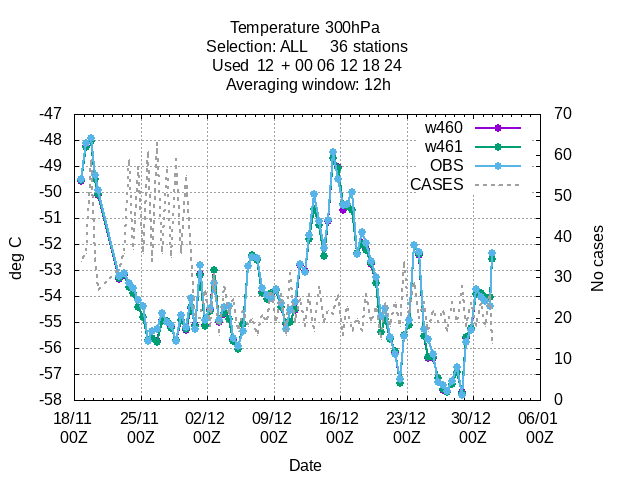 Temperature 300hPa
Selection: ALL 36 stations
Used 12 + 00 06 12 18 24
Averaging window: 12h
-47
-48
-49
-50
-51
-52
-53
-54
-55
-56
-57
-58
deg C
70
60
50
40
30
20
10
0
No cases
w460
w461
OBS
CASES
18/11 25/11 02/12 09/12 16/12 23/12 30/12 06/01
00Z 00Z 00Z 00Z 00Z 00Z 00Z 00Z
Date